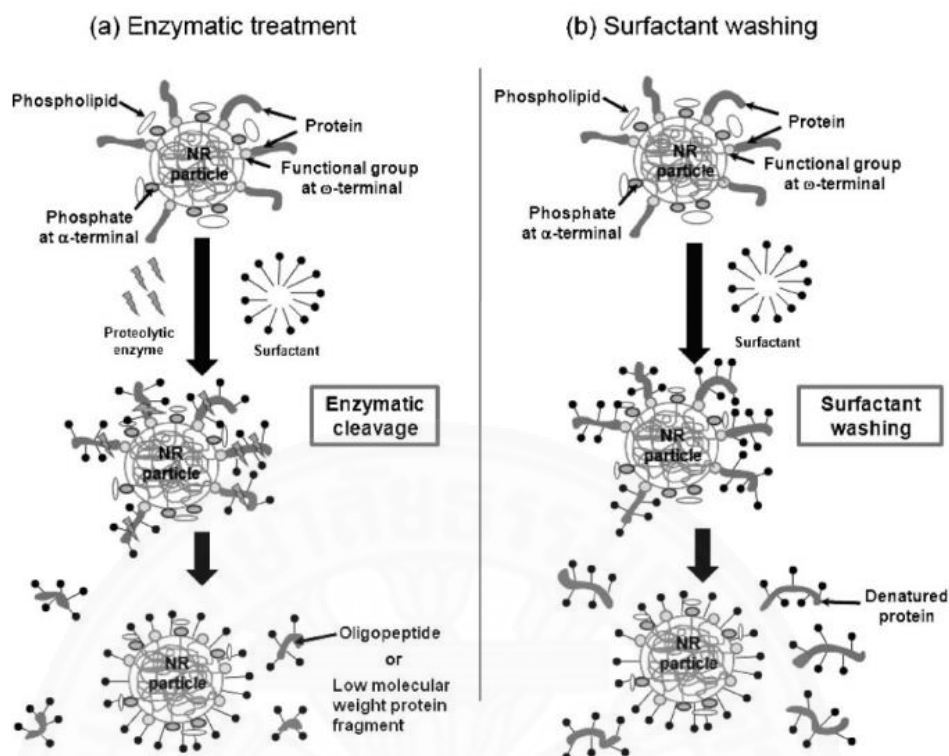 (a) Enzymatic treatment
Phospholipid
Protein
NR
particle
Functional group
at ω-terminal
Phosphate
at α-terminal
Proteolytic
enzyme
Surfactant
Enzymatic
cleavage
NR
particle
NR
particle
Oligopeptide
or
Low molecular
weight protein
fragment
(b) Surfactant washing
Phospholipid
Protein
NR
particle
Functional group
at ω-terminal
Phosphate
at α-terminal
Surfactant
Surfactant
washing
NR
particle
Denatured
protein
NR
particle